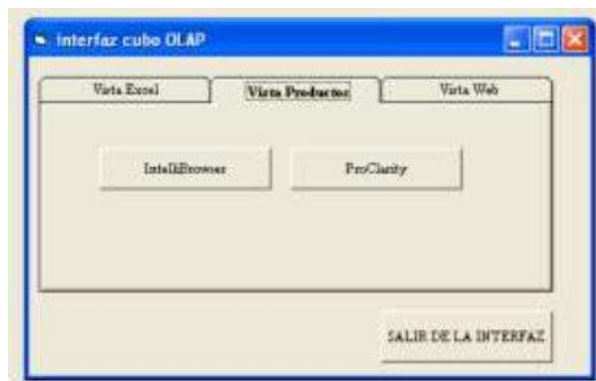 interfaz cubo OLAP
Vista Excel
Vista Productos
Vista Web
IntelliBrowser
ProClarity
SALIR DE LA INTERFAZ